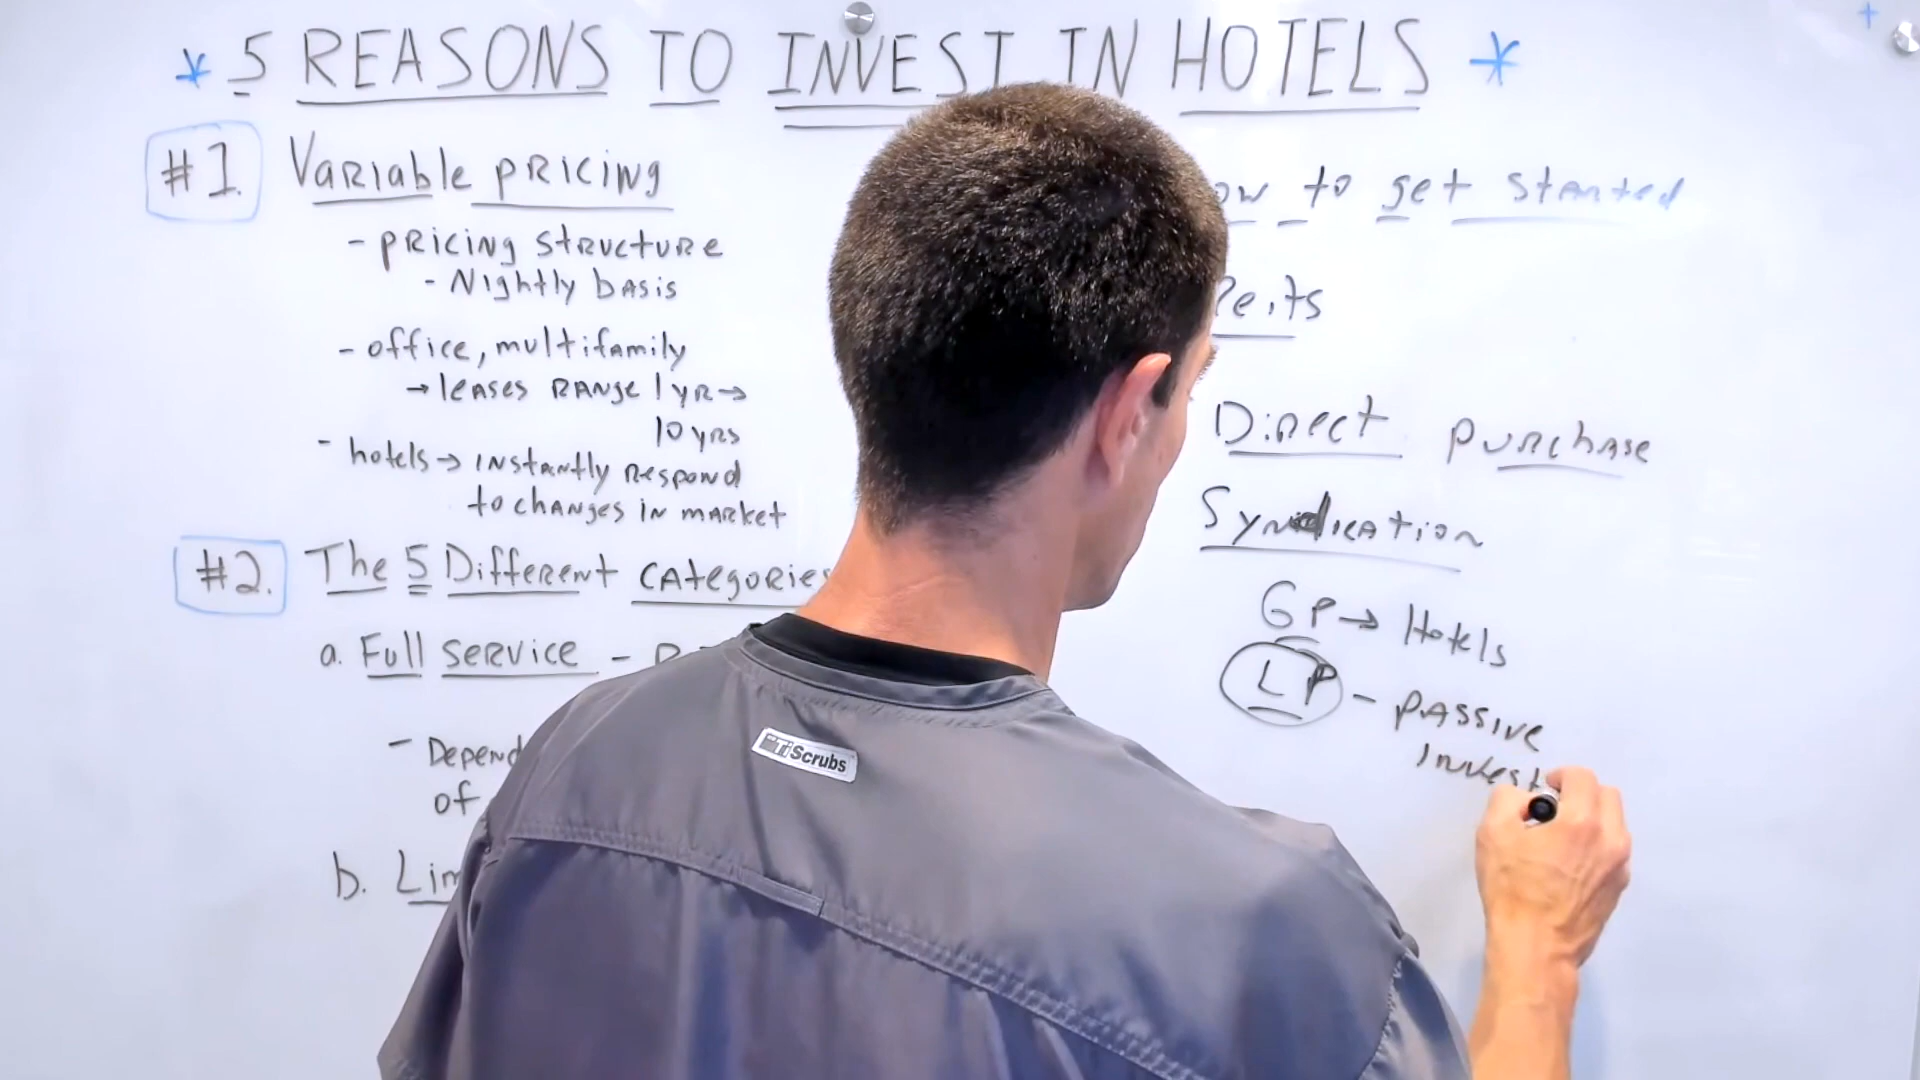 * 5 REASONS TO INVEST IN HOTELS *
#1. Variable pricing
- pricing structure
- Nightly basis
- office, multifamily
→ leases range 1 yr →
10 yrs
- hotels → instantly respond
to changes in market
#2. The 5 Different categories
a. Full service -
- Depend
of
b. Lim
ow to get started
Reits
Direct purchase
Syndication
GP → Hotels
LP - passive
invest
TiScrubs